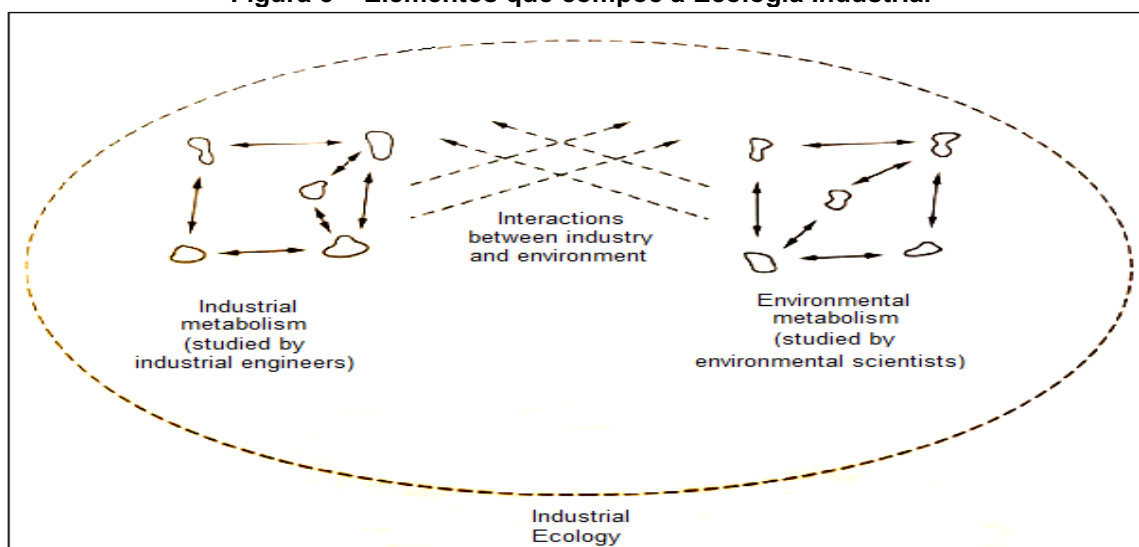 Figura – Elementos que compõe a Ecologia Industrial
Interactions
between industry
and environment
Industrial
metabolism
(studied by
industrial engineers)
Environmental
metabolism
(studied by
environmental scientists)
Industrial
Ecology